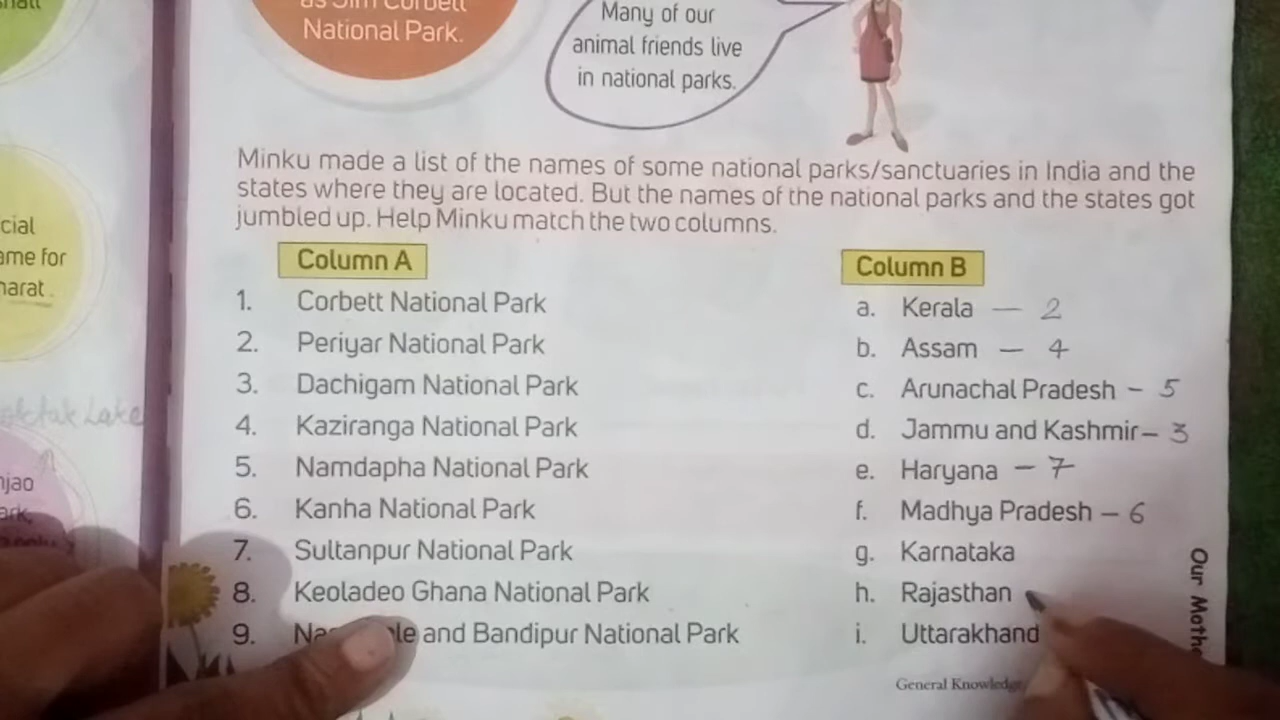 National Park.
Many of our
animal friends live
in national parks.
Minku made a list of the names of some national parks/sanctuaries in India and the
states where they are located. But the names of the national parks and the states got
jumbled up. Help Minku match the two columns.
Column A
Column B
1. Corbett National Park
a. Kerala — 2
2. Periyar National Park
b. Assam — 4
3. Dachigam National Park
c. Arunachal Pradesh – 5
4. Kaziranga National Park
d. Jammu and Kashmir – 3
5. Namdapha National Park
e. Haryana — 7
6. Kanha National Park
f. Madhya Pradesh — 6
7. Sultanpur National Park
g. Karnataka
8. Keoladeo Ghana National Park
h. Rajasthan
9. and Bandipur National Park
i. Uttarakhand
General
Our
cial
ame for
harat
Lake
njao
ark,